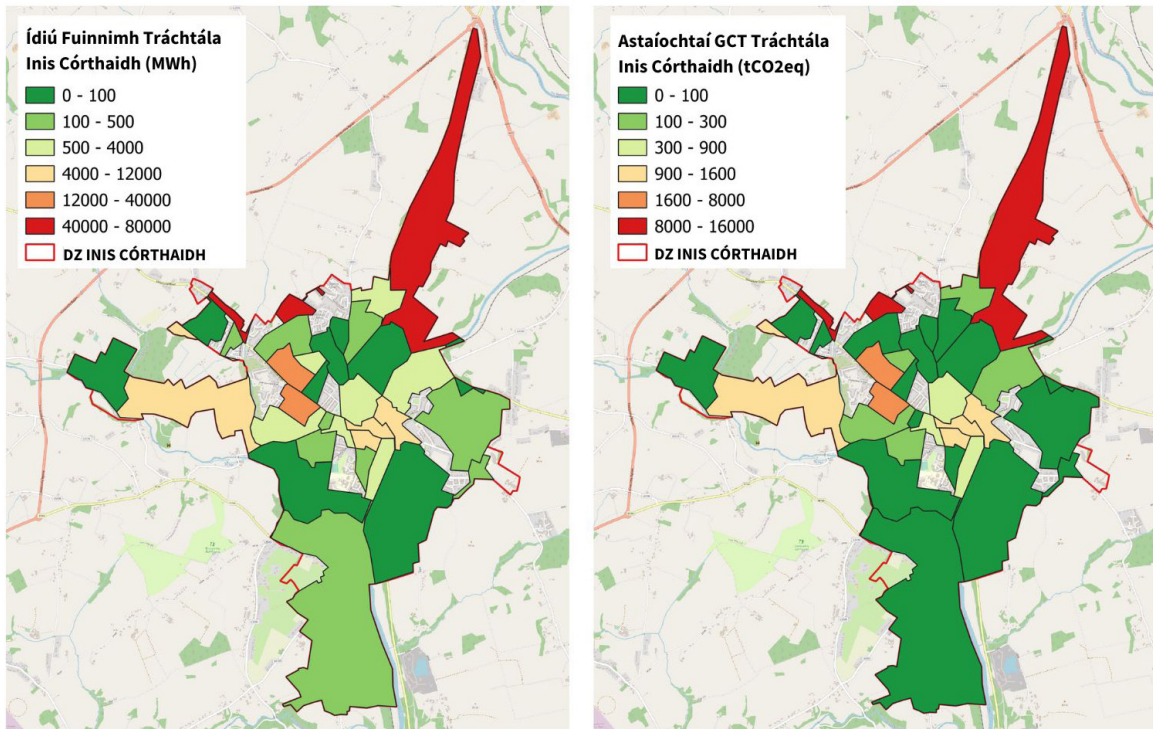 Ídiú Fuinnimh Tráchtála
Inis Córthaidh (MWh)
0 - 100
100 - 500
500 - 4000
4000 - 12000
12000 - 40000
40000 - 80000
DZ INIS CÓRTHAIDH
Astaíochtaí GCT Tráchtála
Inis Córthaidh (tCO2eq)
0 - 100
100 - 300
300 - 900
900 - 1600
1600 - 8000
8000 - 16000
DZ INIS CÓRTHAIDH